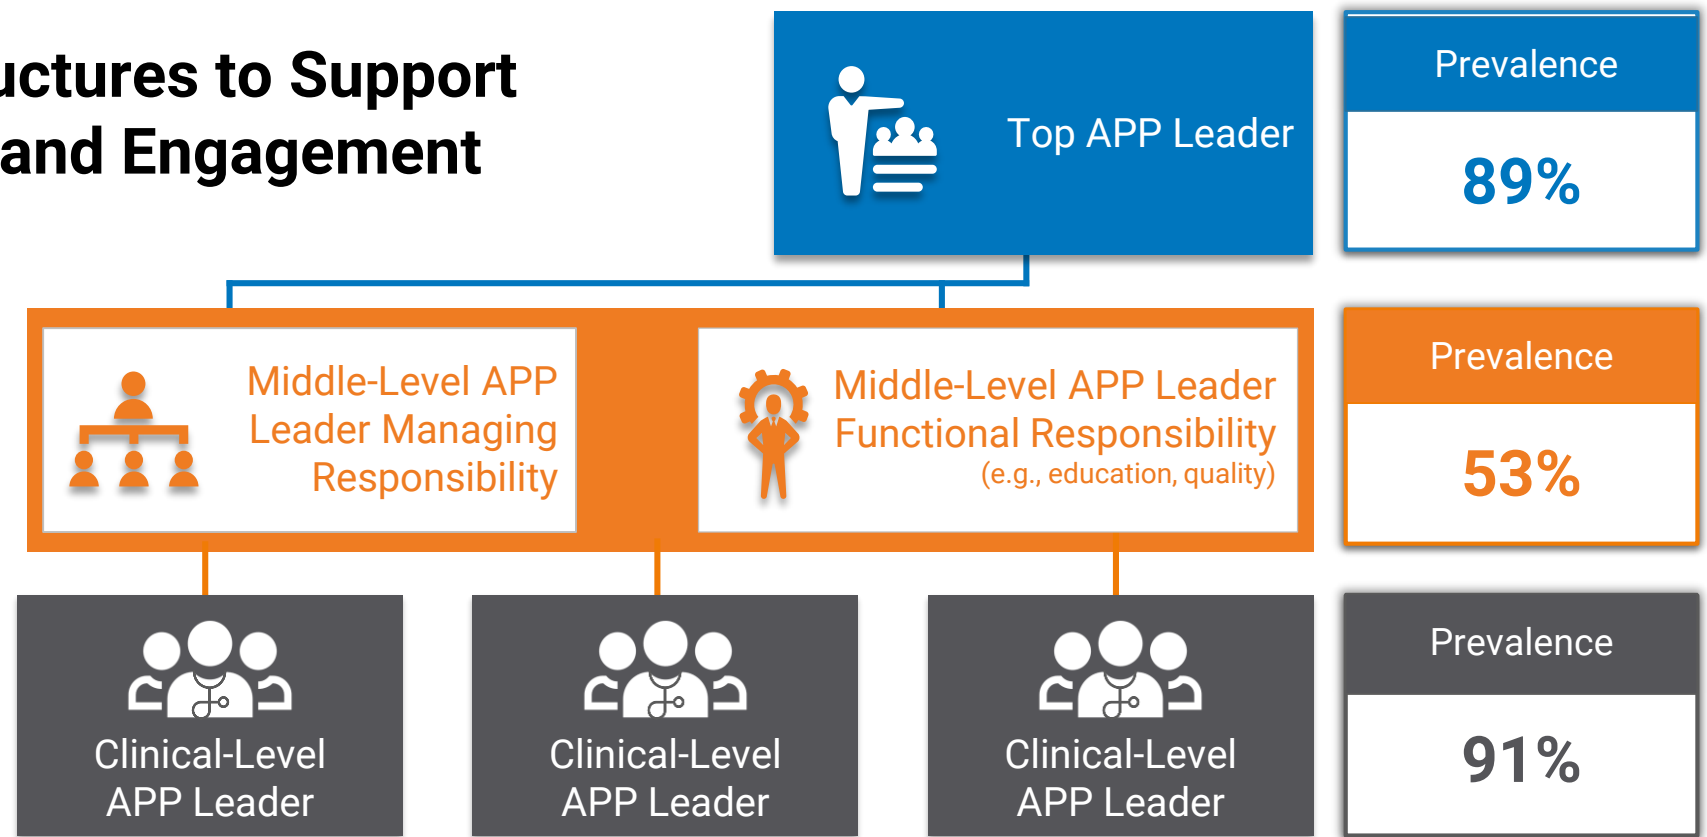 to Support
and Engagement
Top APP Leader
Prevalence
89%
Middle-Level APP
Leader Managing
Responsibility
Middle-Level APP Leader
Functional Responsibility
(e.g., education, quality)
Prevalence
53%
Clinical-Level
APP Leader
Clinical-Level
APP Leader
Clinical-Level
APP Leader
Prevalence
91%